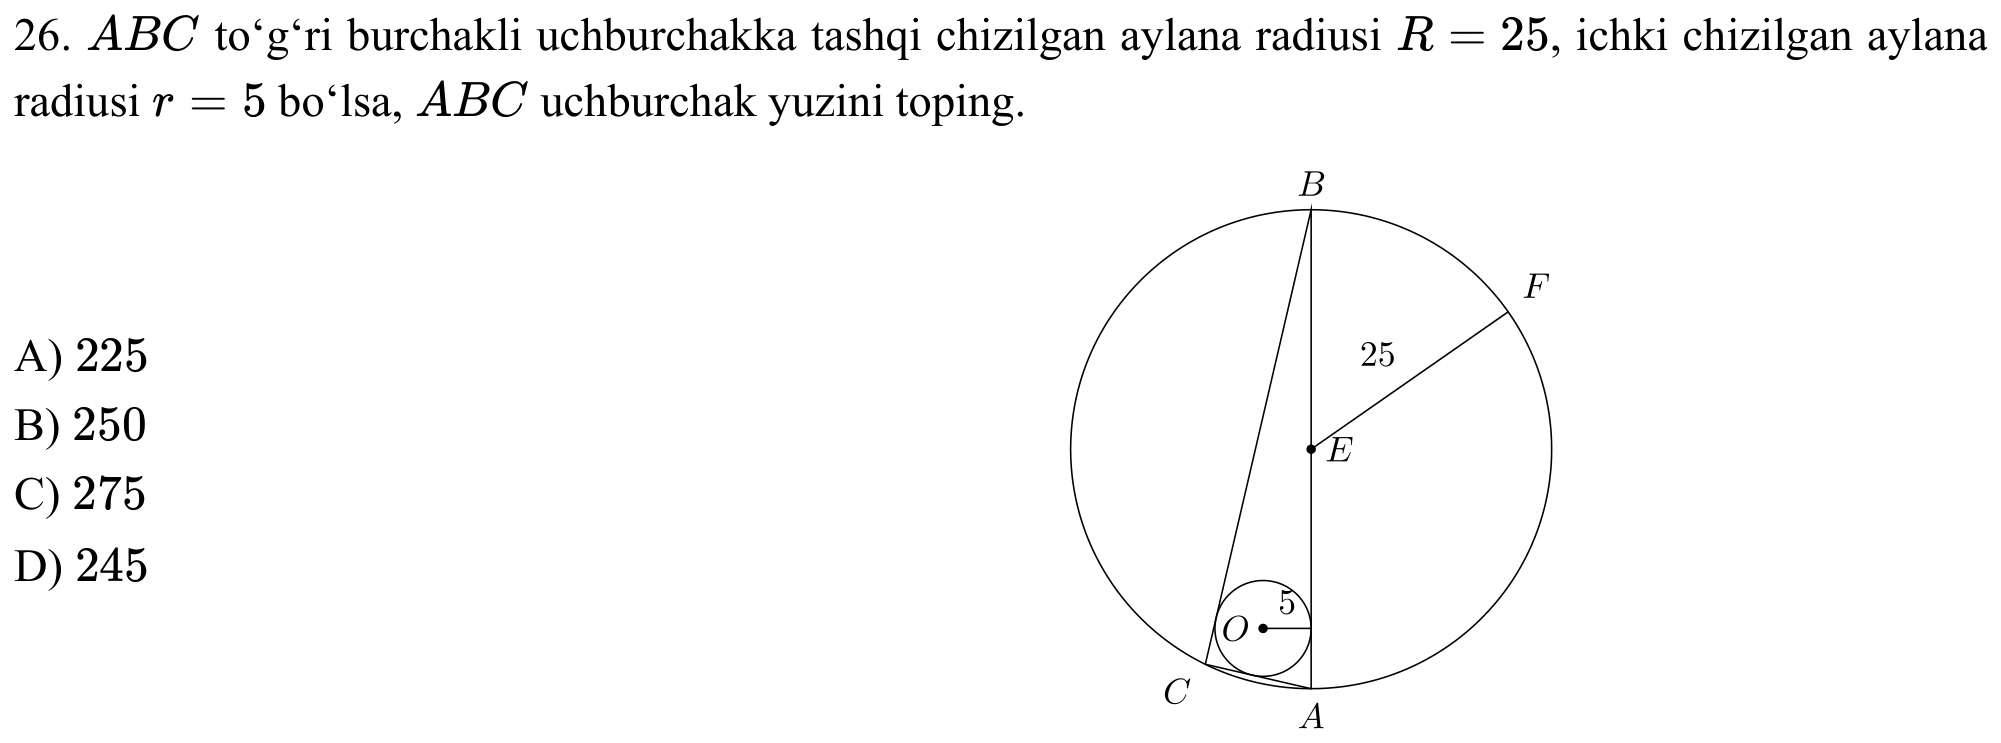 26. ABC to‘g‘ri burchakli uchburchakka tashqi chizilgan aylana radiusi R = 25, ichki chizilgan aylana
radiusi r = 5 bo‘lsa, ABC uchburchak yuzini toping.
B
F
25
A) 225
B) 250
E
C) 275
D) 245
5
O
C
A